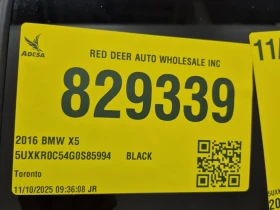 ADESA
RED DEER AUTO WHOLESALE INC
829339
2016 BMW X5
5UXKR0C54G0S85994 BLACK
Toronto
11/10/2025 09:36:08 JR
11/